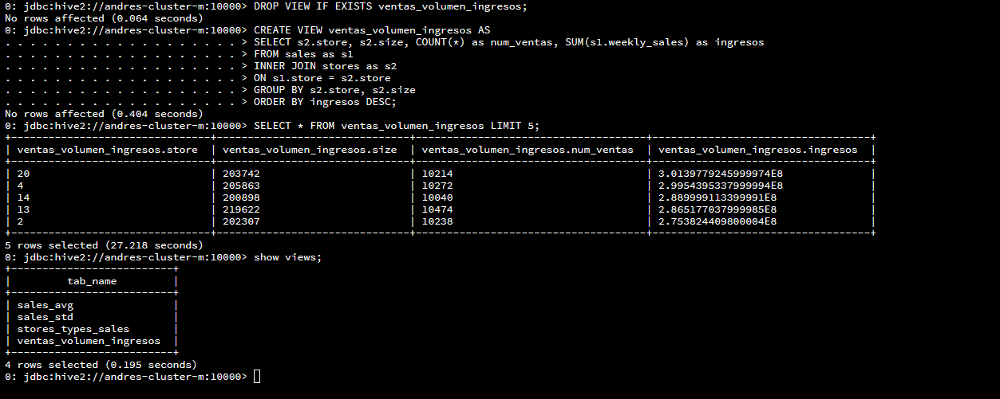 0: jdbc:hive2://andres-cluster-m:10000> DROP VIEW IF EXISTS ventas_volumen_ingresos;
No rows affected (0.064 seconds)
0: jdbc:hive2://andres-cluster-m:10000> CREATE VIEW ventas_volumen_ingresos AS
. . . . . . . . . . . . . . . . . . . > SELECT s2.store, s2.size, COUNT(*) as num_ventas, SUM(s1.weekly_sales) as ingresos
. . . . . . . . . . . . . . . . . . . > FROM sales as s1
. . . . . . . . . . . . . . . . . . . > INNER JOIN stores as s2
. . . . . . . . . . . . . . . . . . . > ON s1.store = s2.store
. . . . . . . . . . . . . . . . . . . > GROUP BY s2.store, s2.size
. . . . . . . . . . . . . . . . . . . > ORDER BY ingresos DESC;
No rows affected (0.404 seconds)
0: jdbc:hive2://andres-cluster-m:10000> SELECT * FROM ventas_volumen_ingresos LIMIT 5;
+--------------------------------+-------------------------------+-------------------------------------+-----------------------------------+
| ventas_volumen_ingresos.store | ventas_volumen_ingresos.size | ventas_volumen_ingresos.num_ventas | ventas_volumen_ingresos.ingresos |
+--------------------------------+-------------------------------+-------------------------------------+-----------------------------------+
| 20 | 203742 | 10214 | 3.0139779245999974E8 |
| 4 | 205863 | 10272 | 2.9954395337999994E8 |
| 14 | 200898 | 10040 | 2.889999113399991E8 |
| 13 | 219622 | 10474 | 2.865177037999985E8 |
| 2 | 202307 | 10238 | 2.753824409800004E8 |
+--------------------------------+-------------------------------+-------------------------------------+-----------------------------------+
5 rows selected (27.218 seconds)
0: jdbc:hive2://andres-cluster-m:10000> show views;
+--------------------------+
| tab_name |
+--------------------------+
| sales_avg |
| sales_std |
| stores_types_sales |
| ventas_volumen_ingresos |
+--------------------------+
4 rows selected (0.195 seconds)
0: jdbc:hive2://andres-cluster-m:10000>